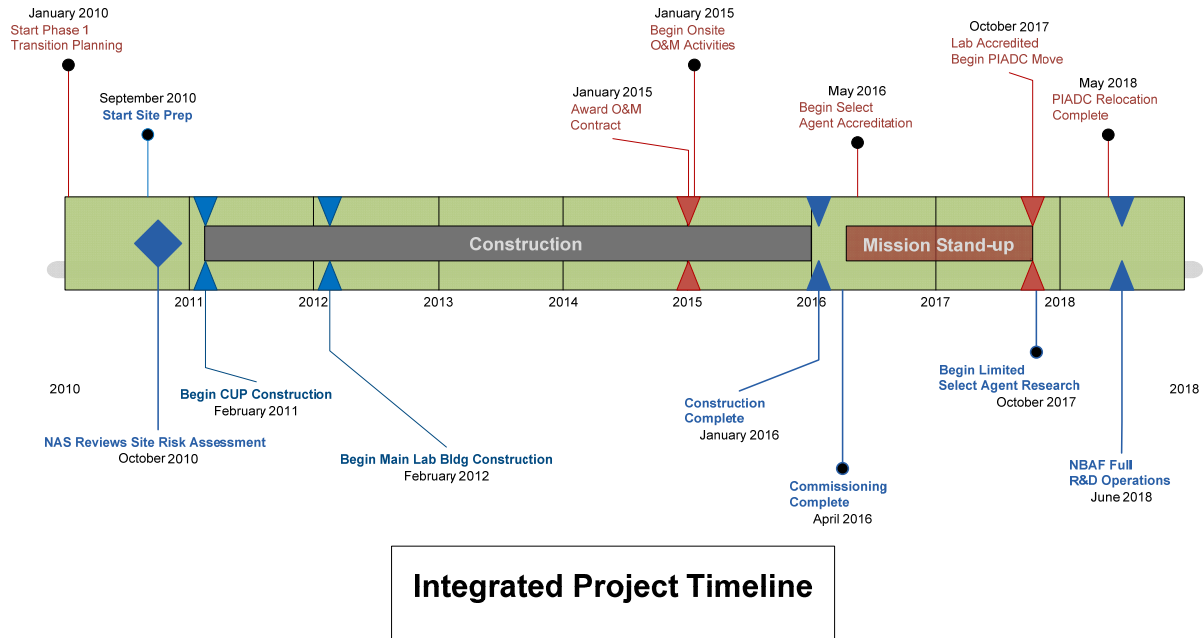 January 2010
Start Phase 1
Transition Planning
September 2010
Start Site Prep
January 2015
Award O&M
Contract
January 2015
Begin Onsite
O&M Activities
May 2016
Begin Select
Agent Accreditation
October 2017
Lab Accredited
Begin PIADC Move
May 2018
PIADC Relocation
Complete
Construction
Mission Stand-up
2011
2012
2013
2014
2015
2016
2017
2018
2010
2018
NAS Reviews Site Risk Assessment
October 2010
Begin CUP Construction
February 2011
Begin Main Lab Bldg Construction
February 2012
Construction
Complete
January 2016
Commissioning
Complete
April 2016
Begin Limited
Select Agent Research
October 2017
NBAF Full
R&D Operations
June 2018
Integrated Project Timeline